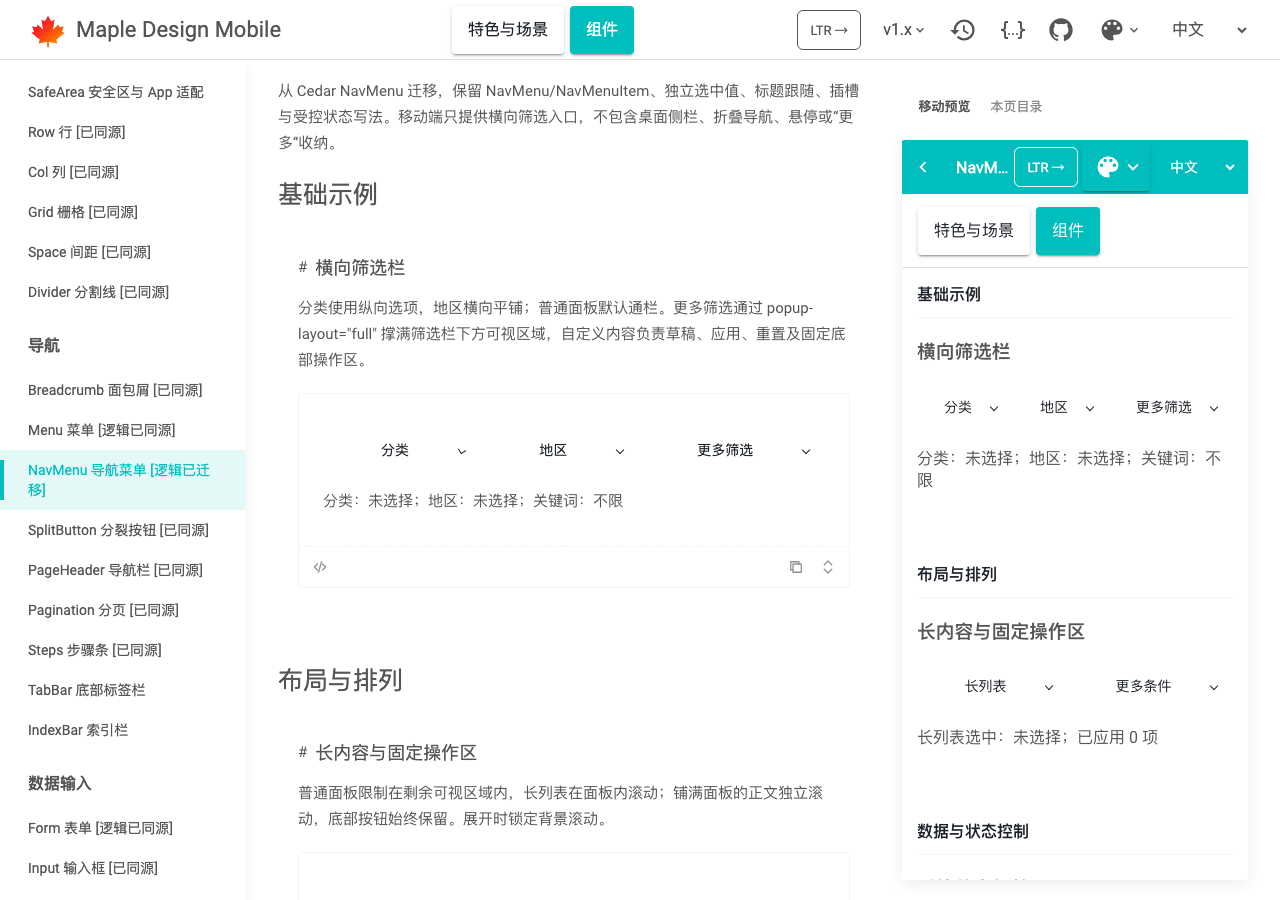 Maple Design Mobile
特色与场景
组件
LTR→
v1.x
{...}
中文
SafeArea 安全区与 App 适配
Row 行 [已同源]
Col 列 [已同源]
Grid 栅格 [已同源]
Space 间距 [已同源]
Divider 分割线 [已同源]
导航
Breadcrumb 面包屑 [已同源]
Menu 菜单 [逻辑已同源]
NavMenu 导航菜单 [逻辑已迁
移]
SplitButton 分裂按钮 [已同源]
PageHeader 导航栏 [已同源]
Pagination 分页 [已同源]
Steps 步骤条 [已同源]
TabBar 底部标签栏
IndexBar 索引栏
数据输入
Form 表单 [逻辑已同源]
Input 输入框 [已同源]
从 Cedar NavMenu 迁移，保留 NavMenu/NavMenuItem、独立选中值、标题跟随、插槽
与受控状态写法。移动端只提供横向筛选入口，不包含桌面侧栏、折叠导航、悬停或“更
多”收纳。
基础示例
# 横向筛选栏
分类使用纵向选项，地区横向平铺；普通面板默认通栏。更多筛选通过 popup-
layout="full" 撑满筛选栏下方可视区域，自定义内容负责草稿、应用、重置及固定底
部操作区。
分类
地区
更多筛选
分类：未选择；地区：未选择；关键词：不限
布局与排列
# 长内容与固定操作区
普通面板限制在剩余可视区域内，长列表在面板内滚动；铺满面板的正文独立滚
动，底部按钮始终保留。展开时锁定背景滚动。
移动预览
本页目录
NavM...
LTR→
中文
特色与场景
组件
基础示例
横向筛选栏
分类
地区
更多筛选
分类：未选择；地区：未选择；关键词：不
限
布局与排列
长内容与固定操作区
长列表
更多条件
长列表选中：未选择；已应用 0 项
数据与状态控制